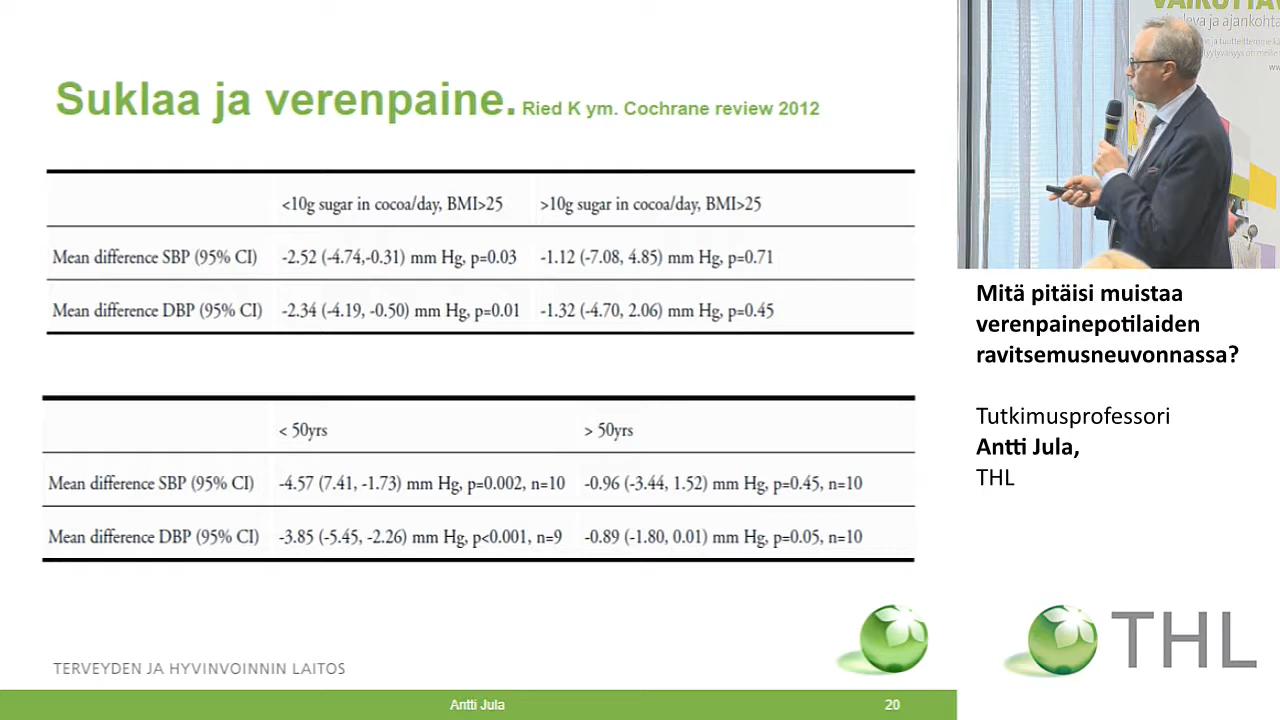 Suklaa ja verenpaine. Ried K ym. Cochrane review 2012
<10g sugar in cocoa/day, BMI>25 >10g sugar in cocoa/day, BMI>25
Mean difference SBP (95% CI) -2.52 (-4.74,-0.31) mm Hg, p=0.03 -1.12 (-7.08, 4.85) mm Hg, p=0.71
Mean difference DBP (95% CI) -2.34 (-4.19, -0.50) mm Hg, p=0.01 -1.32 (-4.70, 2.06) mm Hg, p=0.45
< 50yrs > 50yrs
Mean difference SBP (95% CI) -4.57 (7.41, -1.73) mm Hg, p=0.002, n=10 -0.96 (-3.44, 1.52) mm Hg, p=0.45, n=10
Mean difference DBP (95% CI) -3.85 (-5.45, -2.26) mm Hg, p<0.001, n=9 -0.89 (-1.80, 0.01) mm Hg, p=0.05, n=10
TERVEYDEN JA HYVINVOINNIN LAITOS
Antti Jula 20
ja ajankohta
Mitä pitäisi muistaa
verenpainepotilaiden
ravitsemusneuvonnassa?
Tutkimusprofessori
Antti Jula,
THL
THL